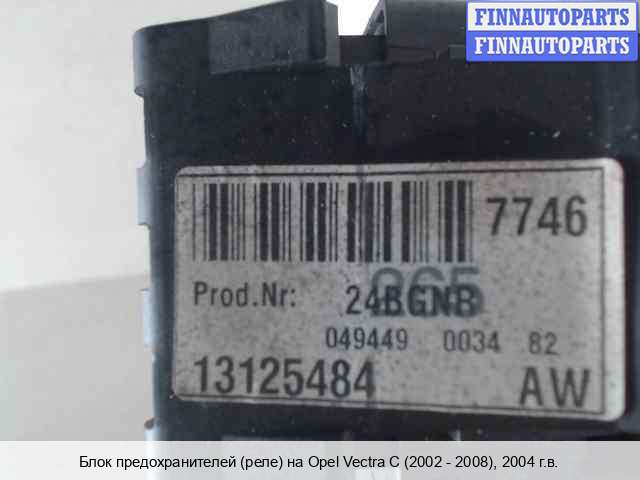 FINNAUTOPARTS
FINNAUTOPARTS
7746
Prod.Nr: 24BGNB
865
049449 0034 82
13125484 AW
Блок предохранителей (реле) на Opel Vectra C (2002 - 2008), 2004 г.в.